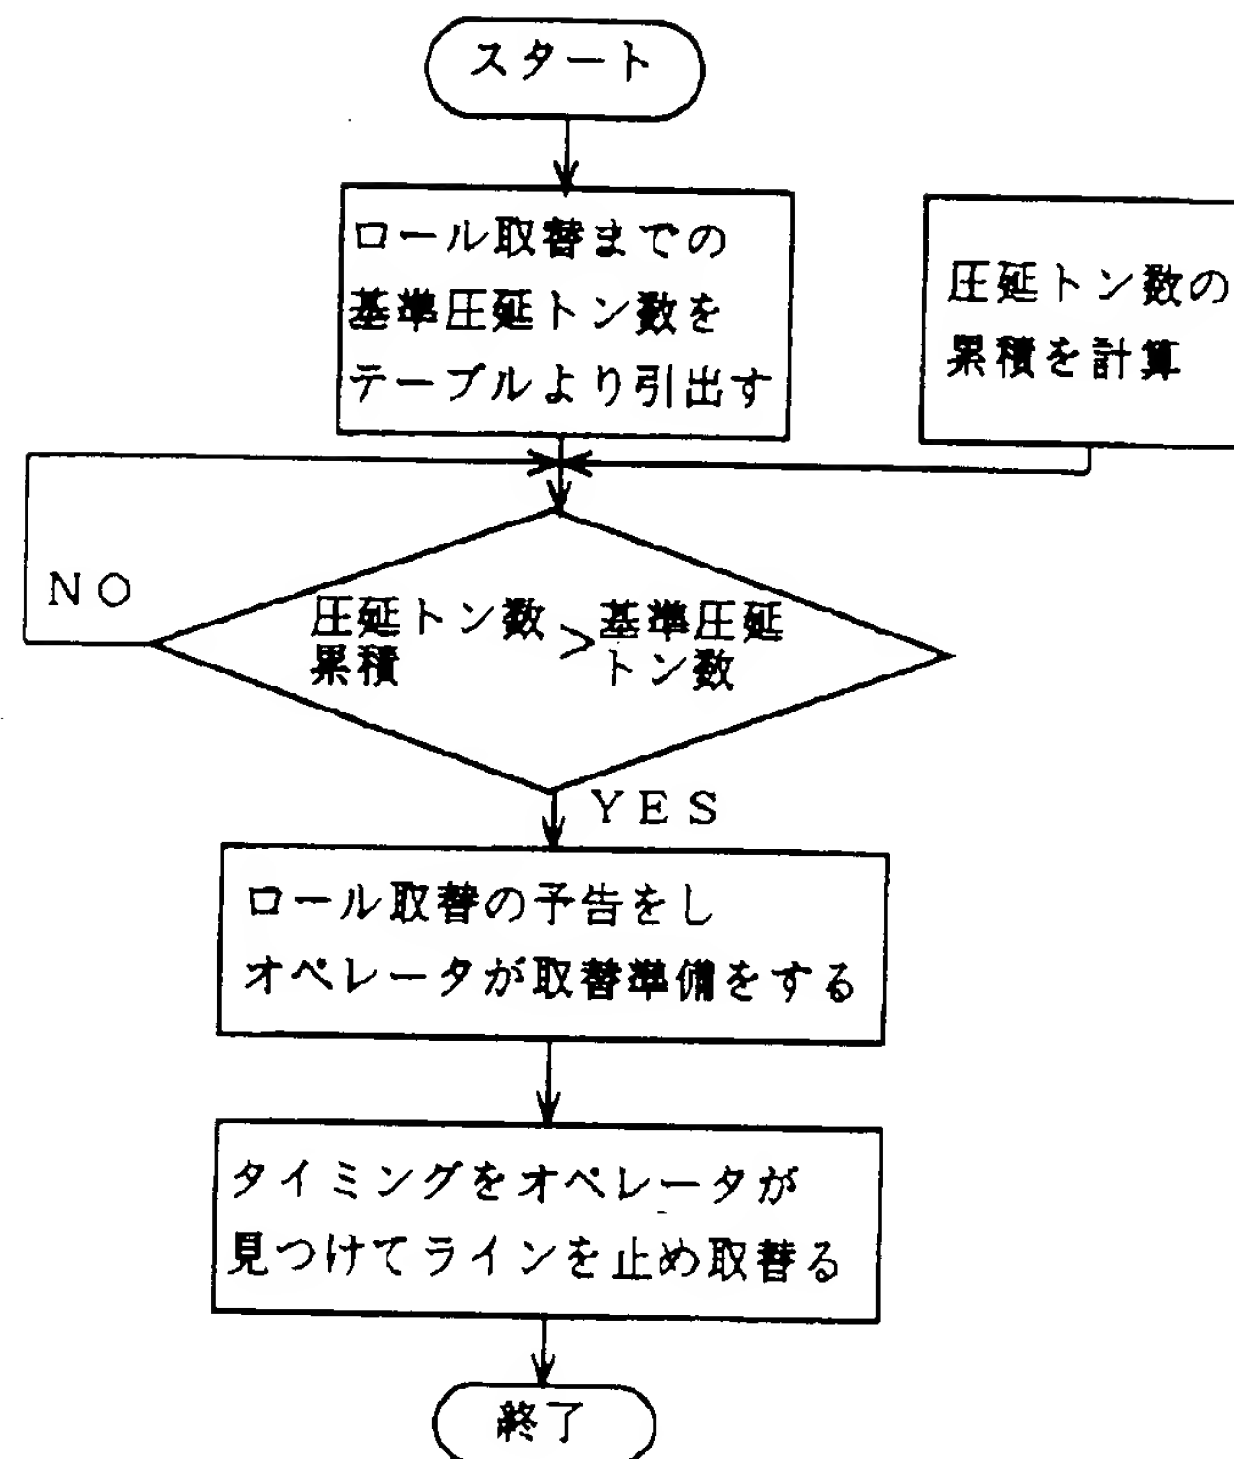 スタート
ロール取替までの
基準圧延トン数を
テーブルより引出す
圧延トン数の
累積を計算
NO
圧延トン数
累積
>
基準圧延
トン数
YES
ロール取替の予告をし
オペレータが取替準備をする
タイミングをオペレータが
見つけてラインを止め取替る
終了